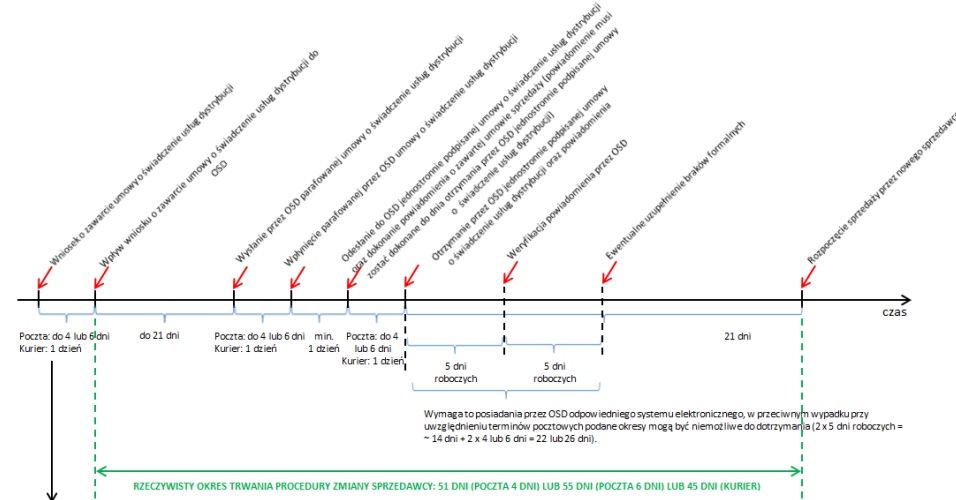 Wniosek o zawarcie umowy o świadczenie usług dystrybucji
Wpływ wniosku o zawarcie umowy o świadczenie usług dystrybucji do
OSD
Wysłanie przez OSD parafowanej umowy o świadczenie usług dystrybucji
Wpłynięcie parafowanej przez OSD umowy o świadczenie usług dystrybucji
Odesłanie do OSD jednostronnie podpisanej umowy o świadczenie usług dystrybucji
oraz dokonanie powiadomienia o zawartej umowie sprzedaży (powiadomienie musi
zostać dokonane do dnia otrzymania przez OSD jednostronnie podpisanej umowy
o świadczenie usług dystrybucji)
Otrzymanie przez OSD jednostronnie podpisanej umowy
o świadczenie usług dystrybucji oraz powiadomienia
Weryfikacja powiadomienia przez OSD
Ewentualne uzupełnienie braków formalnych
Rozpoczęcie sprzedaży przez nowego sprzedawcę
czas
Poczta: do 4 lub 6 dni
Kurier: 1 dzień
do 21 dni
Poczta: do 4 lub 6 dni
Kurier: 1 dzień
min.
1 dzień
Poczta: do 4
lub 6 dni
Kurier: 1 dzień
5 dni
roboczych
5 dni
roboczych
21 dni
Wymaga to posiadania przez OSD odpowiedniego systemu elektronicznego, w przeciwnym wypadku przy
uwzględnieniu terminów pocztowych podane okresy mogą być niemożliwe do dotrzymania (2 x 5 dni roboczych =
~ 14 dni + 2 x 4 lub 6 dni = 22 lub 26 dni).
RZECZYWISTY OKRES TRWANIA PROCEDURY ZMIANY SPRZEDAWCY: 51 DNI (POCZTA 4 DNI) LUB 55 DNI (POCZTA 6 DNI) LUB 45 DNI (KURIER)